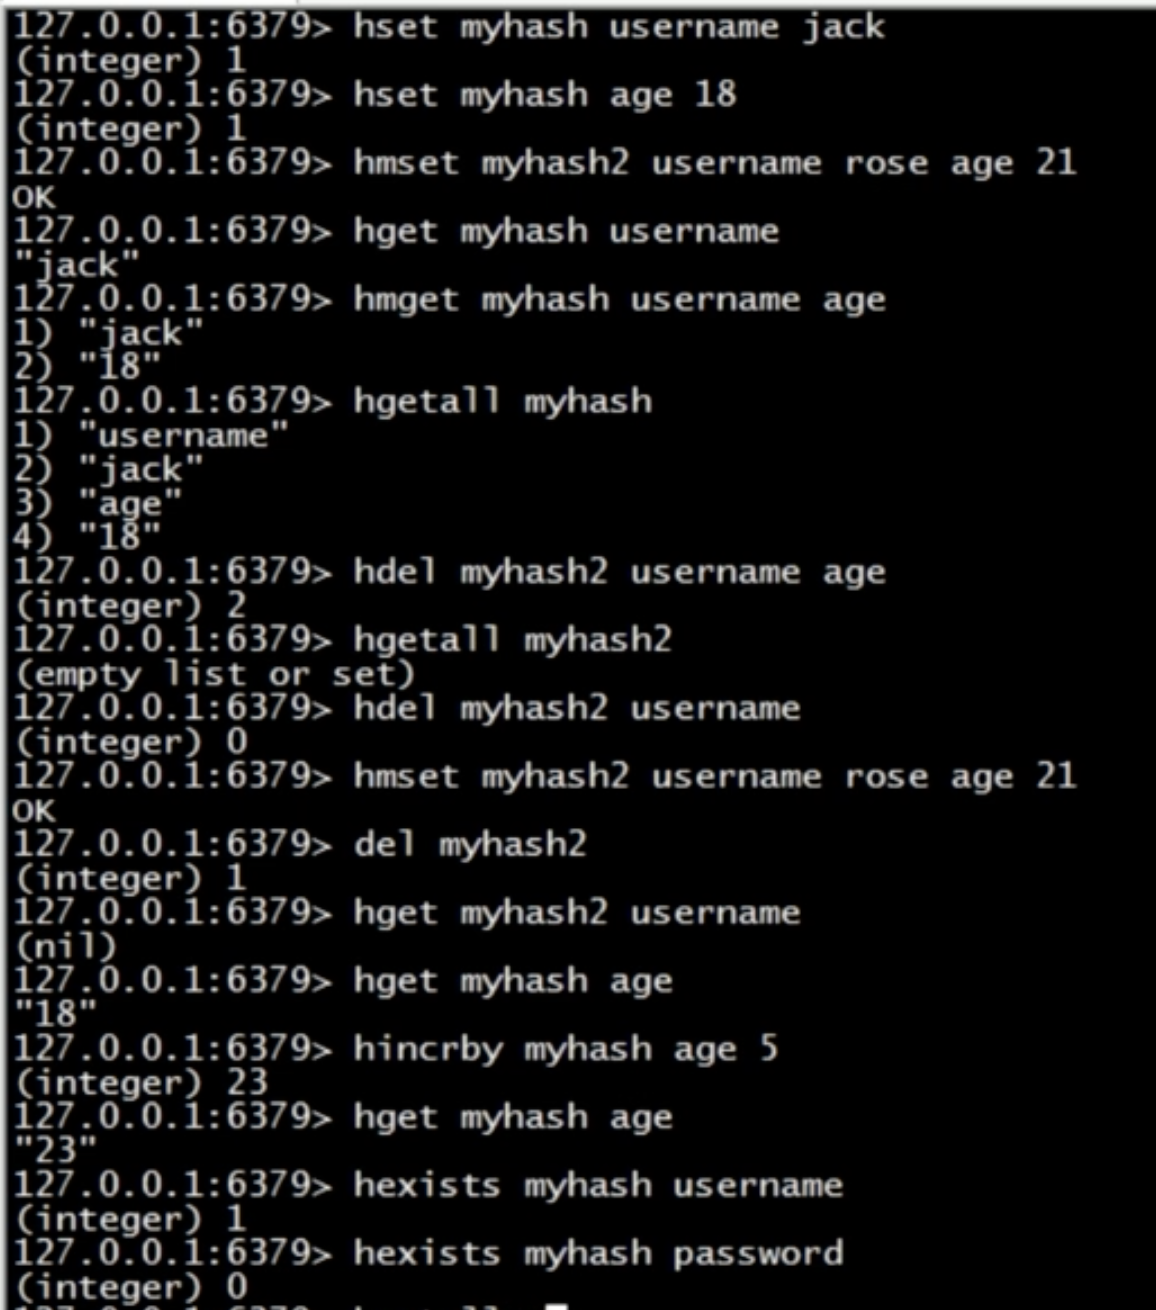 127.0.0.1:6379> hset myhash username jack
(integer) 1
127.0.0.1:6379> hset myhash age 18
(integer) 1
127.0.0.1:6379> hmset myhash2 username rose age 21
OK
127.0.0.1:6379> hget myhash username
"jack"
127.0.0.1:6379> hmget myhash username age
1) "jack"
2) "18"
127.0.0.1:6379> hgetall myhash
1) "username"
2) "jack"
3) "age"
4) "18"
127.0.0.1:6379> hdel myhash2 username age
(integer) 2
127.0.0.1:6379> hgetall myhash2
(empty list or set)
127.0.0.1:6379> hdel myhash2 username
(integer) 0
127.0.0.1:6379> hmset myhash2 username rose age 21
OK
127.0.0.1:6379> del myhash2
(integer) 1
127.0.0.1:6379> hget myhash2 username
(nil)
127.0.0.1:6379> hget myhash age
"18"
127.0.0.1:6379> hincrby myhash age 5
(integer) 23
127.0.0.1:6379> hget myhash age
"23"
127.0.0.1:6379> hexists myhash username
(integer) 1
127.0.0.1:6379> hexists myhash password
(integer) 0